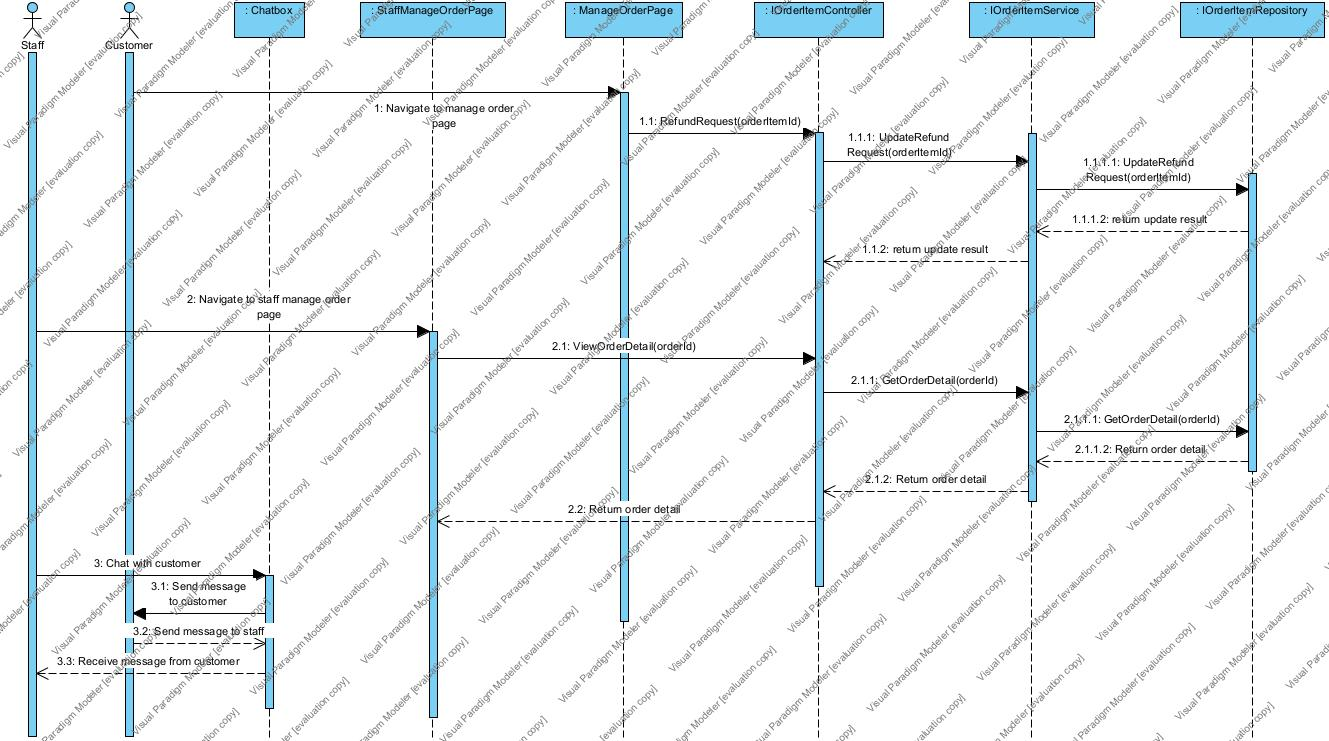 : Chatbox
: StaffManageOrderPage
: ManageOrderPage
: IOrderItemController
: IOrderItemService
: IOrderItemRepository
Staff
Customer
1: Navigate to manage order
page
1.1: RefundRequest(orderItemId)
1.1.1: UpdateRefund
Request(orderItemId)
1.1.1.1: UpdateRefund
Request(orderItemId)
1.1.1.2: return update result
1.1.2: return update result
2: Navigate to staff manage order
page
2.1: ViewOrderDetail(orderId)
2.1.1: GetOrderDetail(orderId)
2.1.1.1: GetOrderDetail(orderId)
2.1.1.2: Return order detail
2.1.2: Return order detail
2.2: Return order detail
3: Chat with customer
3.1: Send message
to customer
3.2: Send message to staff
3.3: Receive message from customer
Visual Paradigm Modeler [evaluation copy]